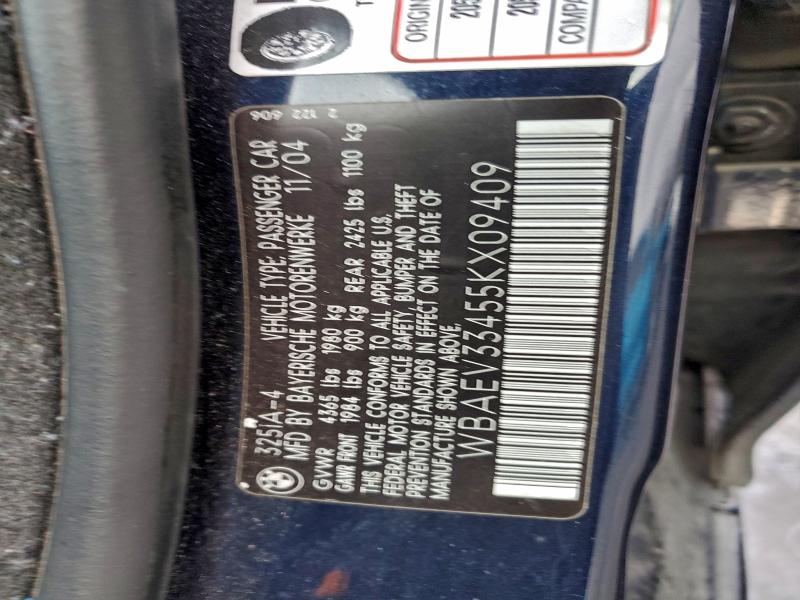 T
ORIGIN
COMPA
325IA-4 VEHICLE TYPE: PASSENGER CAR
MFD BY BAYERISCHE MOTORENWERKE 11/04
GVWR 4365 lbs 1980 kg
GAWR FRONT 1984 lbs 900 kg REAR 2425 lbs 1100 kg
THIS VEHICLE CONFORMS TO ALL APPLICABLE U.S.
FEDERAL MOTOR VEHICLE SAFETY, BUMPER AND THEFT
PREVENTION STANDARDS IN EFFECT ON THE DATE OF
MANUFACTURE SHOWN ABOVE.
WBAEV33455KX09409
606 2 122